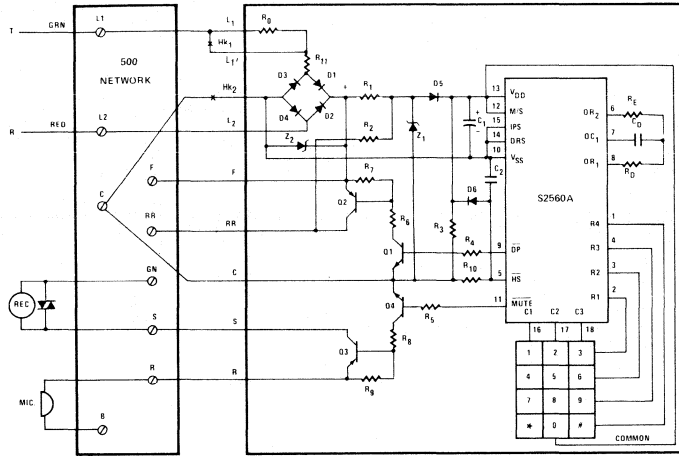 T
GRN
L1
500
NETWORK
R
RED
L2
C
F
RR
GN
REC
S
R
MIC.
B
L1
R0
Hk1
L1'
R11
Hk2
D3
D1
D4
D2
L2
Z2
+
R1
R2
D5
+
C1
-
Z1
F
R7
Q2
R6
RR
Q1
C
Q4
R5
S
Q3
R8
R
R9
D6
C2
R3
R4
R10
13
VDD
12
M/S
15
IPS
14
DRS
10
VSS
9
DP
5
HS
11
MUTE
S2560A
OR2
6
RE
OC1
7
CD
OR1
8
RD
R4
1
R3
4
R2
3
R1
2
C1
C2
C3
16
17
18
1
2
3
4
5
6
7
8
9
*
0
#
COMMON